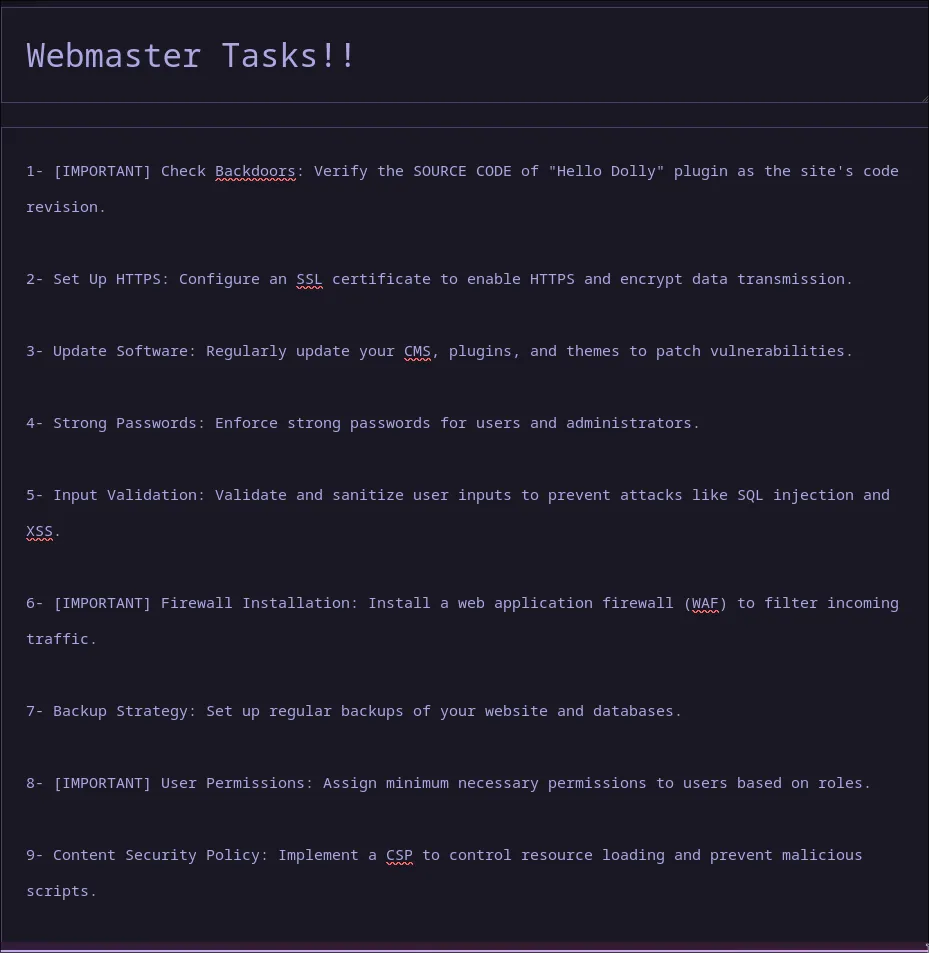 Webmaster Tasks!!
1- [IMPORTANT] Check Backdoors: Verify the SOURCE CODE of "Hello Dolly" plugin as the site's code
revision.
2- Set Up HTTPS: Configure an SSL certificate to enable HTTPS and encrypt data transmission.
3- Update Software: Regularly update your CMS, plugins, and themes to patch vulnerabilities.
4- Strong Passwords: Enforce strong passwords for users and administrators.
5- Input Validation: Validate and sanitize user inputs to prevent attacks like SQL injection and
XSS.
6- [IMPORTANT] Firewall Installation: Install a web application firewall (WAF) to filter incoming
traffic.
7- Backup Strategy: Set up regular backups of your website and databases.
8- [IMPORTANT] User Permissions: Assign minimum necessary permissions to users based on roles.
9- Content Security Policy: Implement a CSP to control resource loading and prevent malicious
scripts.